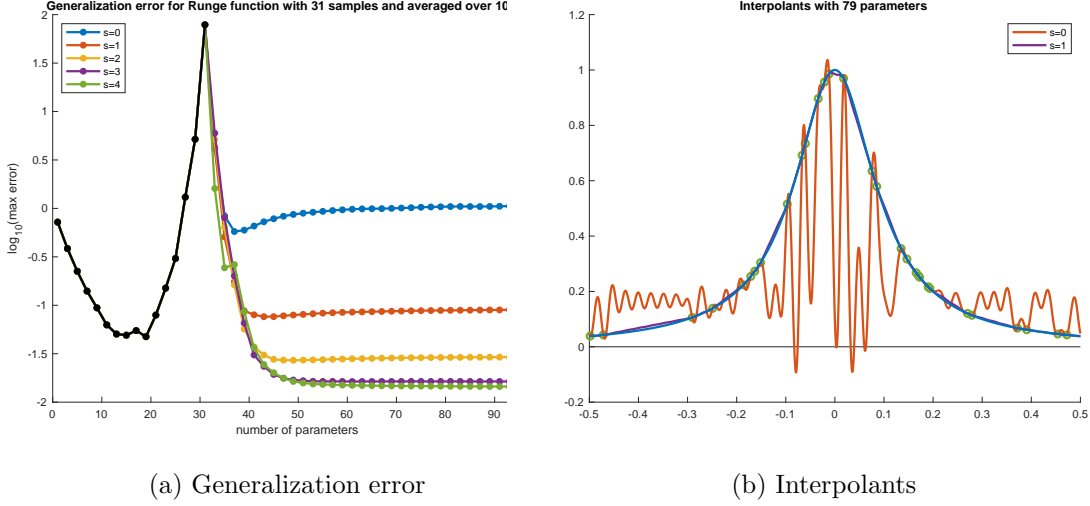 Generalization error for Runge function with 31 samples and averaged over 10
s=0
s=1
s=2
s=3
s=4
2
1.5
1
0.5
0
-0.5
-1
-1.5
-2
log10(max error)
0 10 20 30 40 50 60 70 80 90
number of parameters
(a) Generalization error
Interpolants with 79 parameters
s=0
s=1
1.2
1
0.8
0.6
0.4
0.2
0
-0.2
-0.5 -0.4 -0.3 -0.2 -0.1 0 0.1 0.2 0.3 0.4 0.5
(b) Interpolants